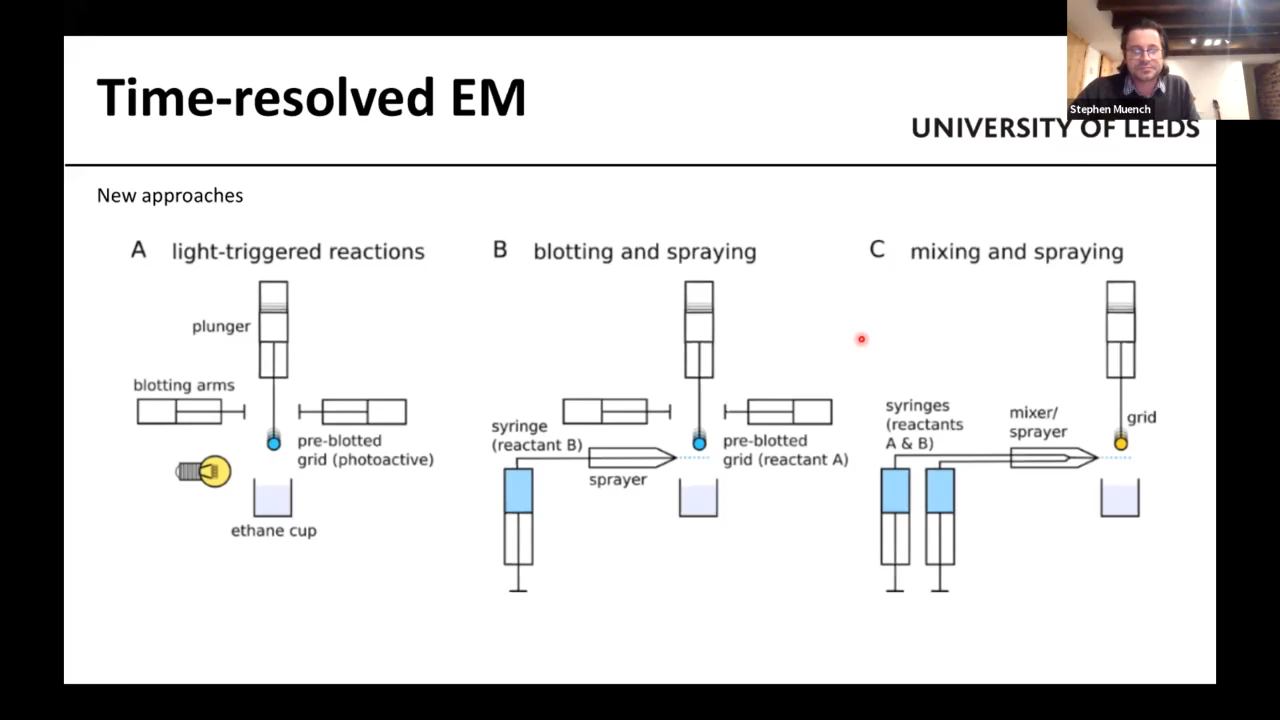 Time-resolved EM
Stephen Muench
UNIVERSITY OF LEEDS
New approaches
A light-triggered reactions
plunger
blotting arms
pre-blotted
grid (photoactive)
ethane cup
B blotting and spraying
syringe
(reactant B)
sprayer
pre-blotted
grid (reactant A)
C mixing and spraying
syringes
(reactants
A & B)
mixer/
sprayer
grid